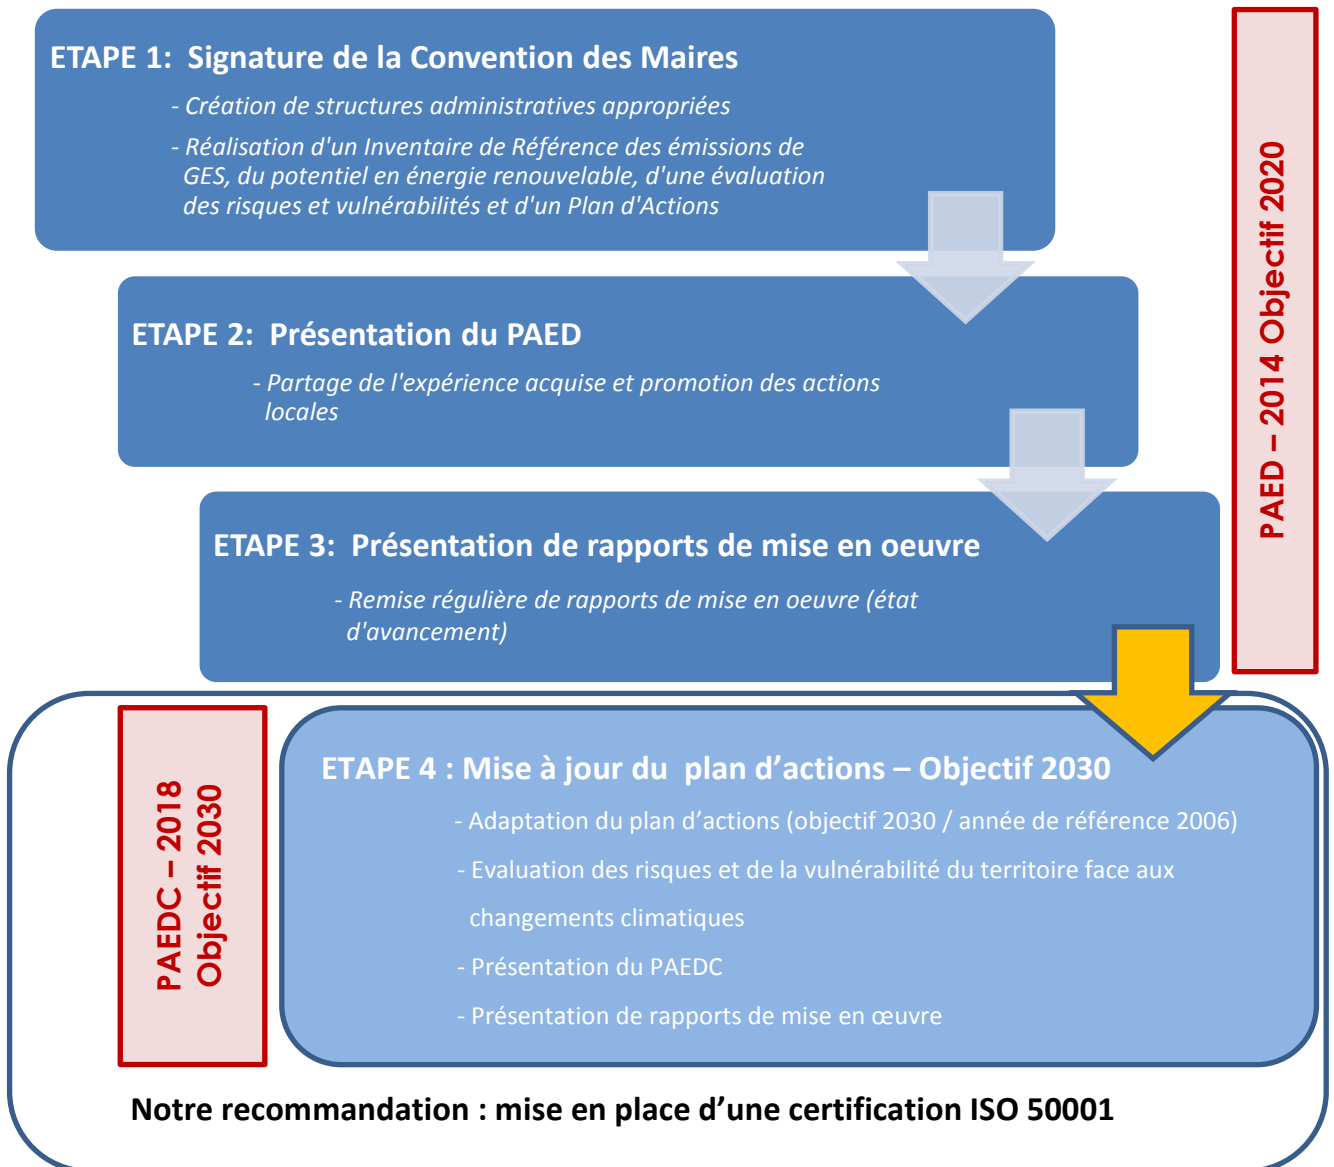 ETAPE 1: Signature de la Convention des Maires
- Création de structures administratives appropriées
- Réalisation d'un Inventaire de Référence des émissions de
GES, du potentiel en énergie renouvelable, d'une évaluation
des risques et vulnérabilités et d'un Plan d'Actions
ETAPE 2: Présentation du PAED
- Partage de l'expérience acquise et promotion des actions
locales
ETAPE 3: Présentation de rapports de mise en oeuvre
- Remise régulière de rapports de mise en oeuvre (état
d'avancement)
PAED – 2014 Objectif 2020
PAEDC – 2018
Objectif 2030
ETAPE 4 : Mise à jour du plan d’actions – Objectif 2030
- Adaptation du plan d’actions (objectif 2030 / année de référence 2006)
- Evaluation des risques et de la vulnérabilité du territoire face aux
changements climatiques
- Présentation du PAEDC
- Présentation de rapports de mise en œuvre
Notre recommandation : mise en place d’une certification ISO 50001